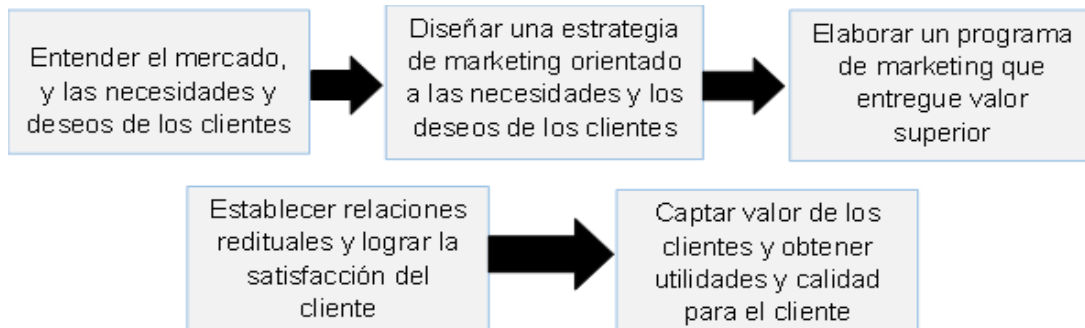 Entender el mercado,
y las necesidades y
deseos de los clientes
Diseñar una estrategia
de marketing orientado
a las necesidades y los
deseos de los clientes
Elaborar un programa
de marketing que
entregue valor
superior
Establecer relaciones
redituales y lograr la
satisfacción del
cliente
Captar valor de los
clientes y obtener
utilidades y calidad
para el cliente